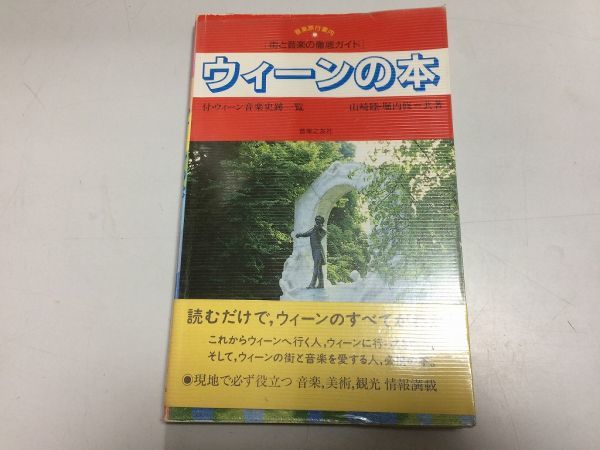 音楽旅行案内
[街と音楽の徹底ガイド]
ウィーンの本
付・ウィーン音楽史跡一覧
山崎睦・堀内修=共著
音楽之友社
読むだけで,ウィーンのすべてが
これからウィーンへ行く人,ウィーンに行
そして,ウィーンの街と音楽を愛する人,
◉現地で必ず役立つ 音楽,美術,観光 情報満載